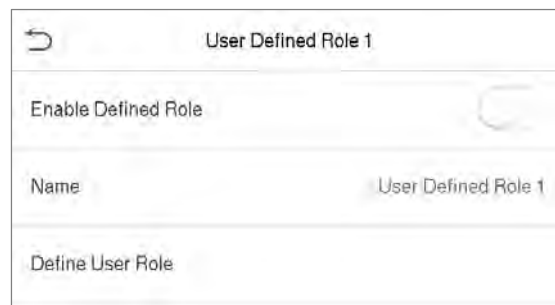 User Defined Role 1
Enable Defined Role
Name User Defined Role 1
Define User Role